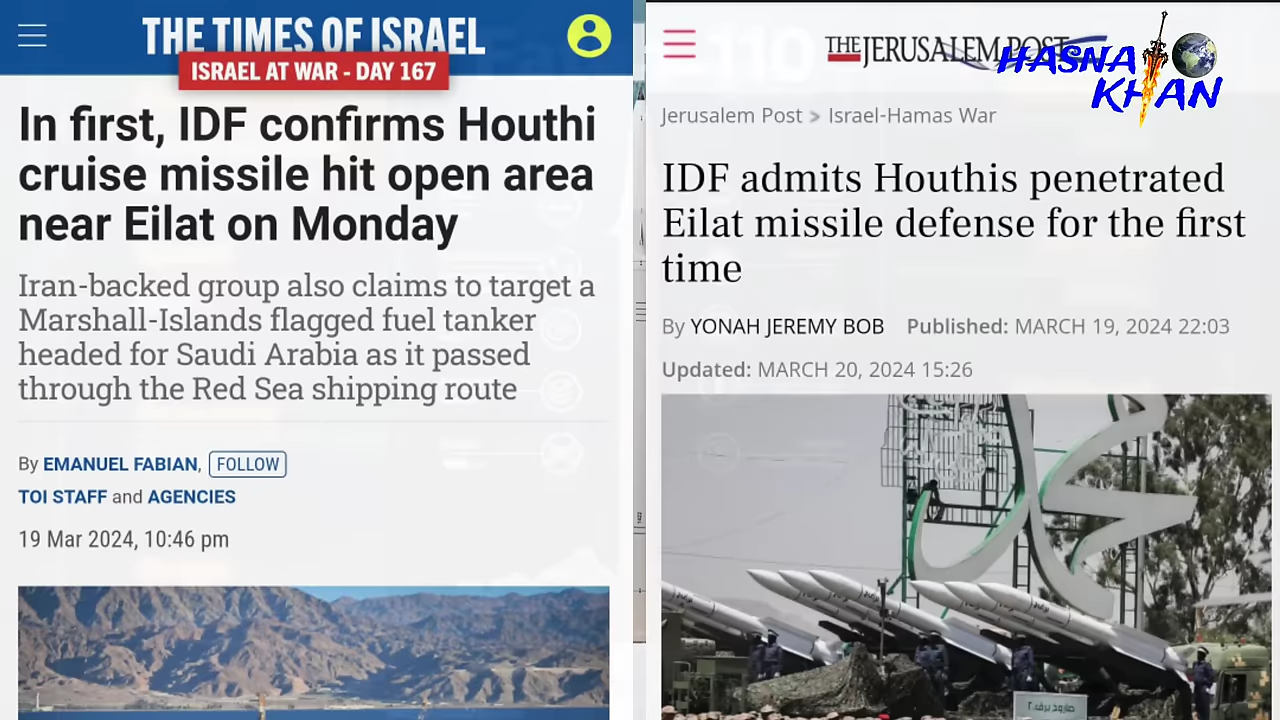 THE TIMES OF ISRAEL
ISRAEL AT WAR - DAY 167
In first, IDF confirms Houthi
cruise missile hit open area
near Eilat on Monday
Iran-backed group also claims to target a
Marshall-Islands flagged fuel tanker
headed for Saudi Arabia as it passed
through the Red Sea shipping route
By EMANUEL FABIAN, FOLLOW
TOI STAFF and AGENCIES
19 Mar 2024, 10:46 pm
THE JERUSALEM POST
HASNA
KHAN
Jerusalem Post > Israel-Hamas War
IDF admits Houthis penetrated
Eilat missile defense for the first
time
By YONAH JEREMY BOB Published: MARCH 19, 2024 22:03
Updated: MARCH 20, 2024 15:26